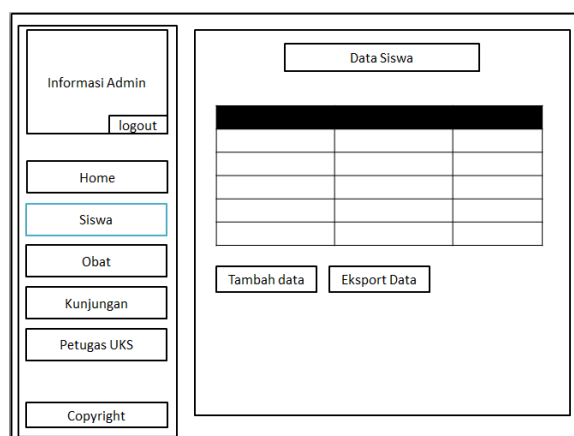 Informasi Admin
logout
Home
Siswa
Obat
Kunjungan
Petugas UKS
Copyright
Data Siswa
Tambah data
Eksport Data